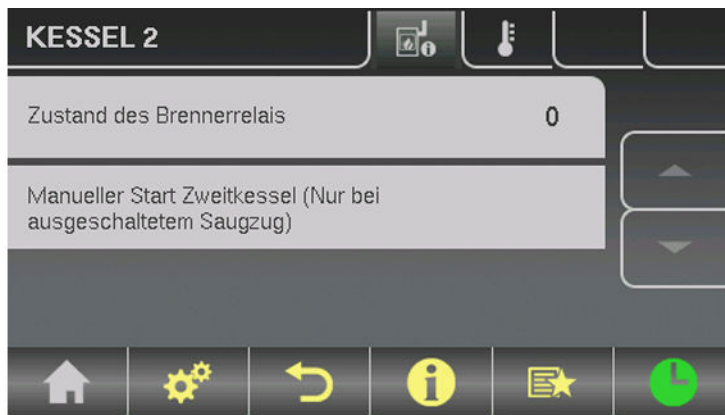 KESSEL 2
Zustand des Brennerrelais 0
Manueller Start Zweitkessel (Nur bei
ausgeschaltetem Saugzug)